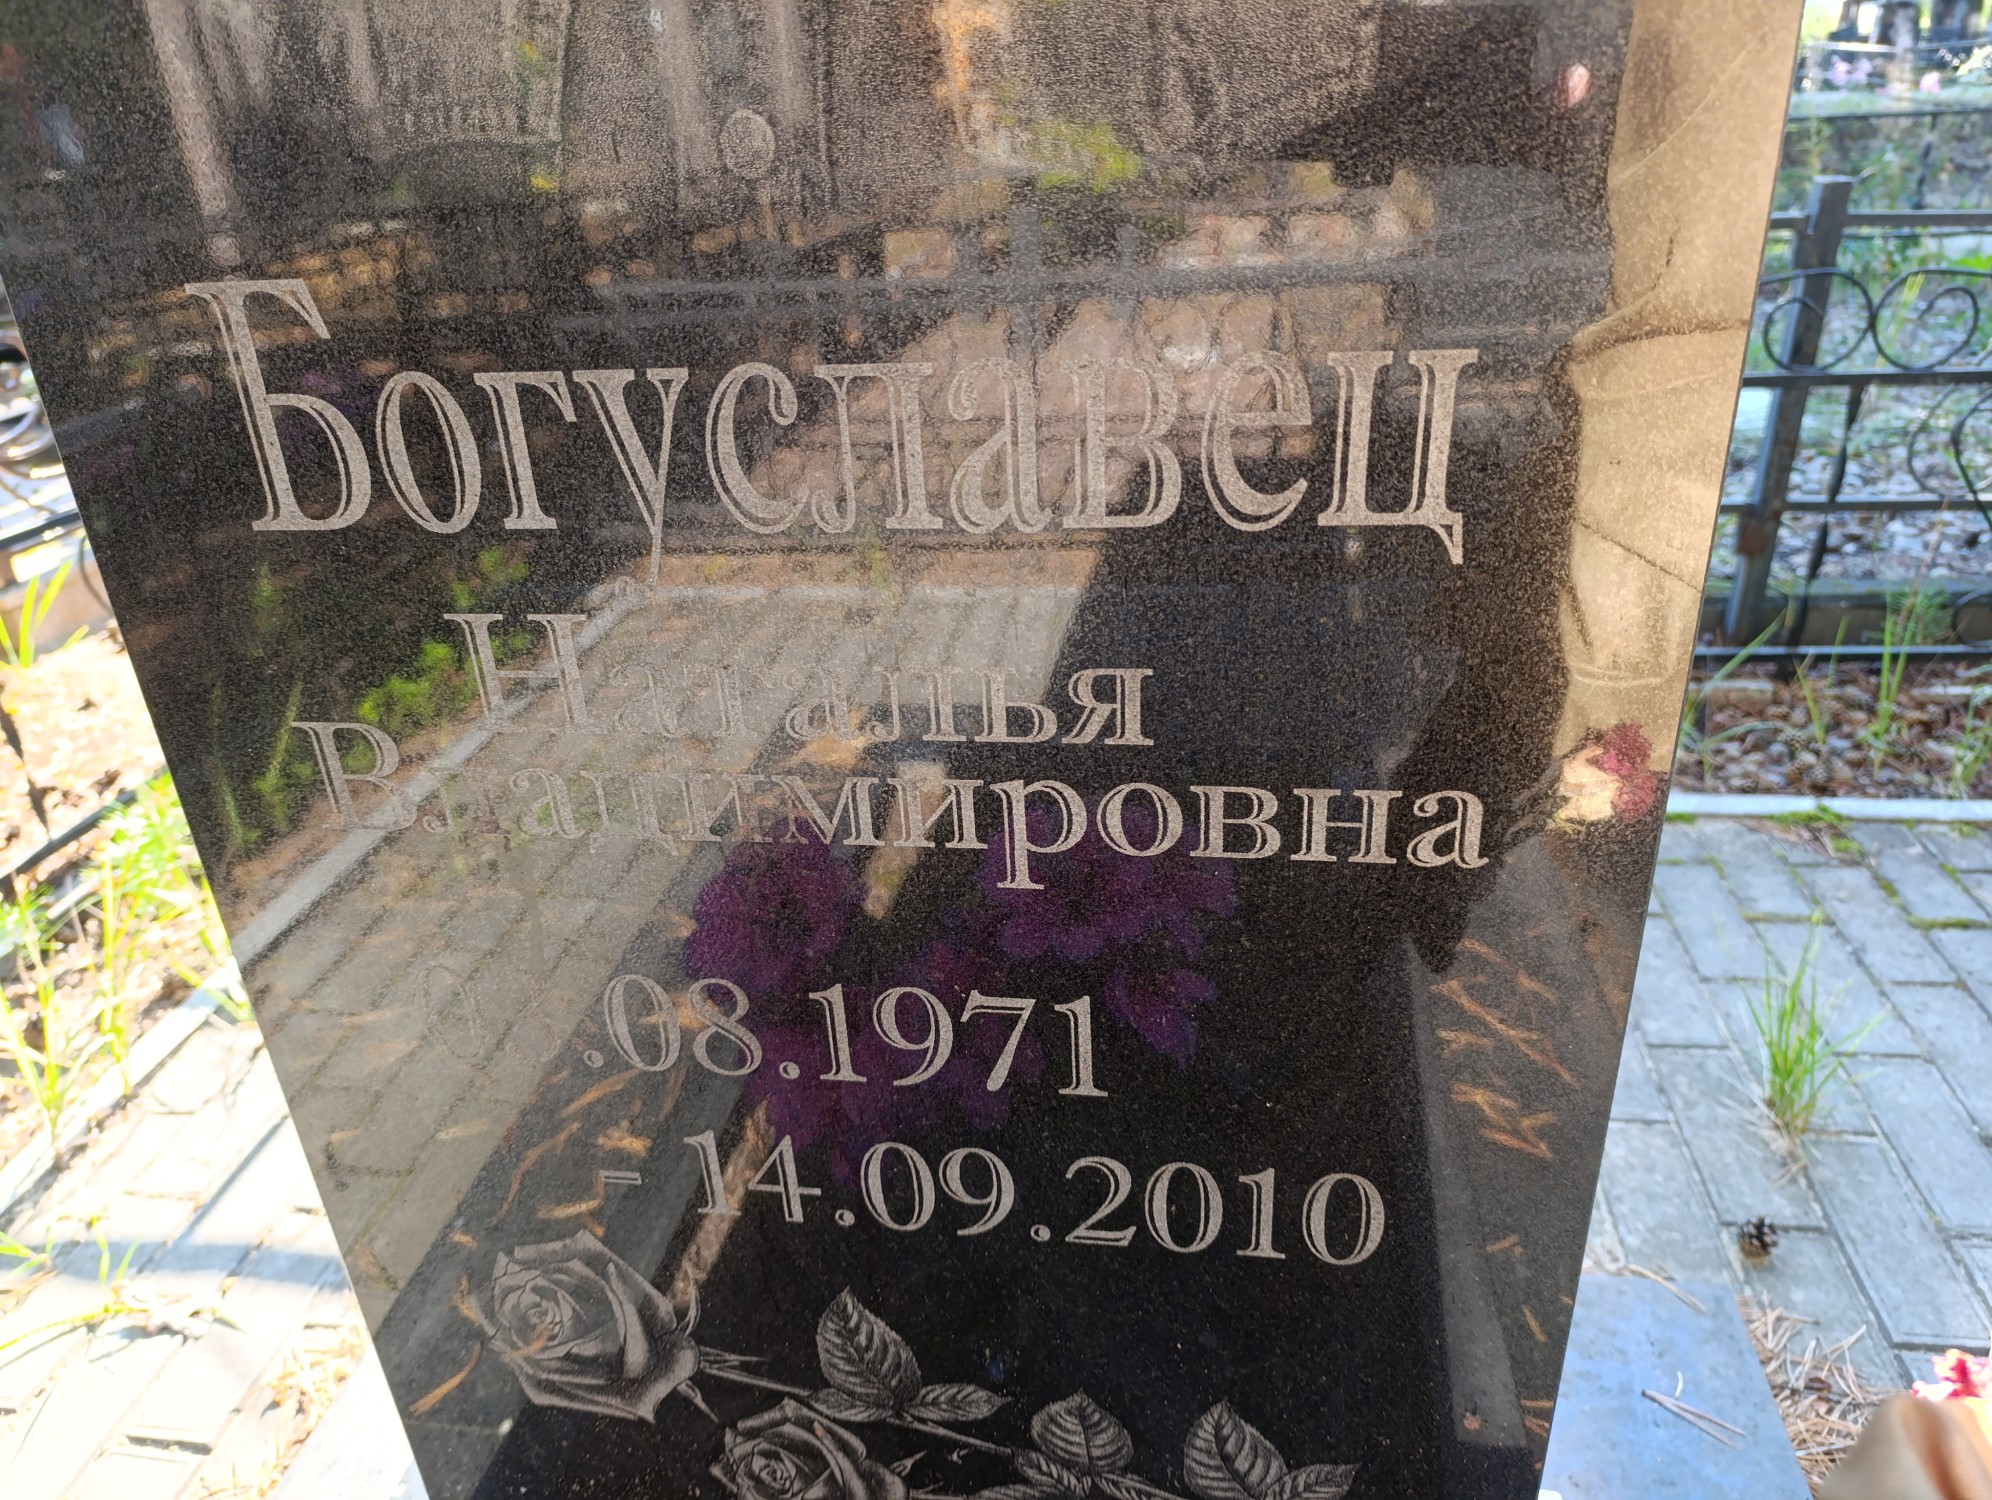 Богуславец
Наталья
Владимировна
.08.1971
- 14.09.2010